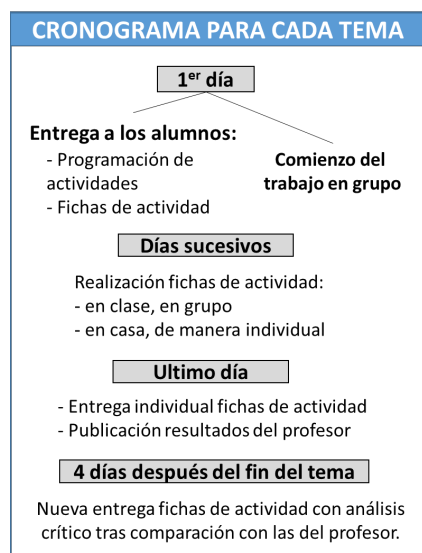 CRONOGRAMA PARA CADA TEMA
1er día
Entrega a los alumnos:
- Programación de
actividades
- Fichas de actividad
Comienzo del
trabajo en grupo
Días sucesivos
Realización fichas de actividad:
- en clase, en grupo
- en casa, de manera individual
Ultimo día
- Entrega individual fichas de actividad
- Publicación resultados del profesor
4 días después del fin del tema
Nueva entrega fichas de actividad con análisis
crítico tras comparación con las del profesor.